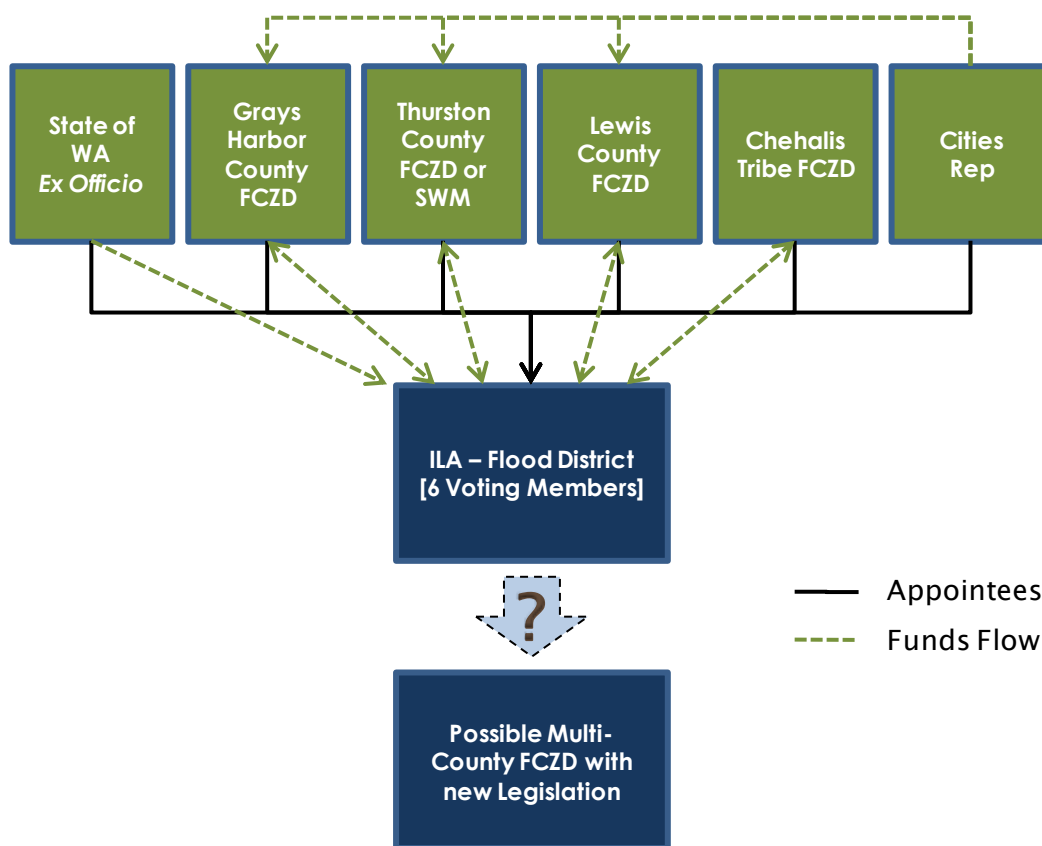 State of
WA
Ex Officio
Grays
Harbor
County
FCZD
Thurston
County
FCZD or
SWM
Lewis
County
FCZD
Chehalis
Tribe FCZD
Cities
Rep
ILA – Flood District
[6 Voting Members]
?
Appointees
Funds Flow
Possible Multi-
County FCZD with
new Legislation